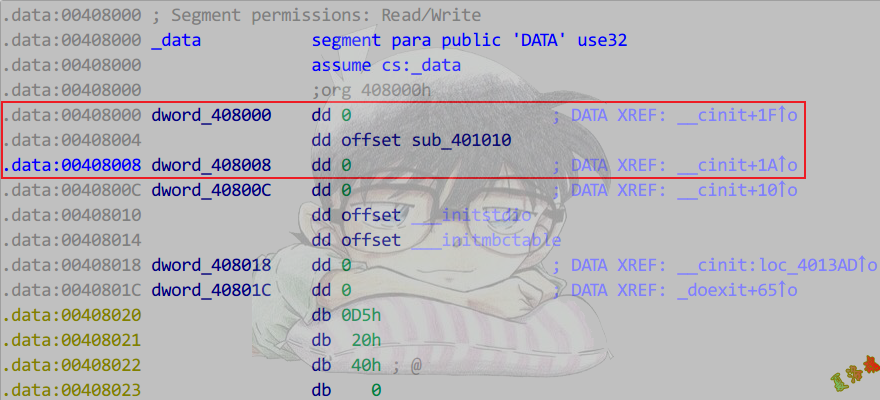 .data:00408000 ; Segment permissions: Read/Write
.data:00408000 _data segment para public 'DATA' use32
.data:00408000 assume cs:_data
.data:00408000 ;org 408000h
.data:00408000 dword_408000 dd 0 ; DATA XREF: __cinit+1F↑o
.data:00408004 dd offset sub_401010
.data:00408008 dword_408008 dd 0 ; DATA XREF: __cinit+1A↑o
.data:0040800C dword_40800C dd 0 ; DATA XREF: __cinit+10↑o
.data:00408010 dd offset ___initstdio
.data:00408014 dd offset ___initmbctable
.data:00408018 dword_408018 dd 0 ; DATA XREF: __cinit:loc_4013AD↑o
.data:0040801C dword_40801C dd 0 ; DATA XREF: _doexit+65↑o
.data:00408020 db 0D5h
.data:00408021 db 20h
.data:00408022 db 40h ; @
.data:00408023 db 0